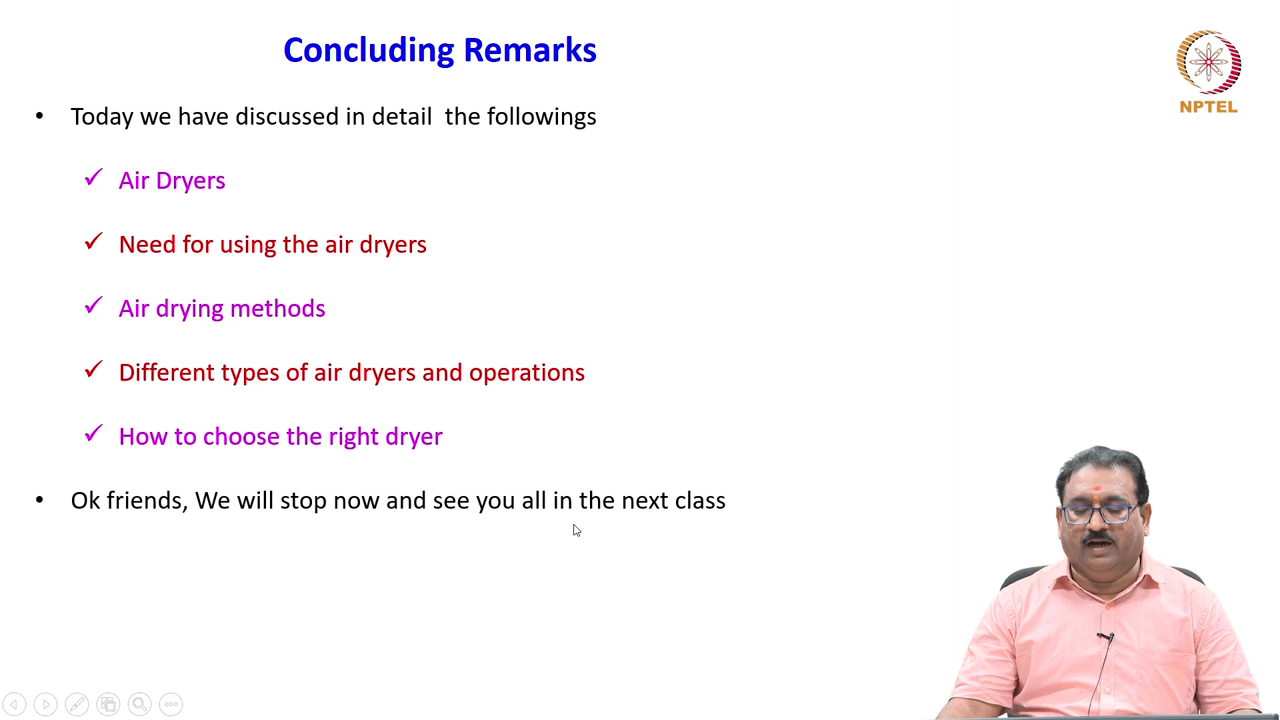 Concluding Remarks
NPTEL
• Today we have discussed in detail the followings
✓ Air Dryers
✓ Need for using the air dryers
✓ Air drying methods
✓ Different types of air dryers and operations
✓ How to choose the right dryer
• Ok friends, We will stop now and see you all in the next class